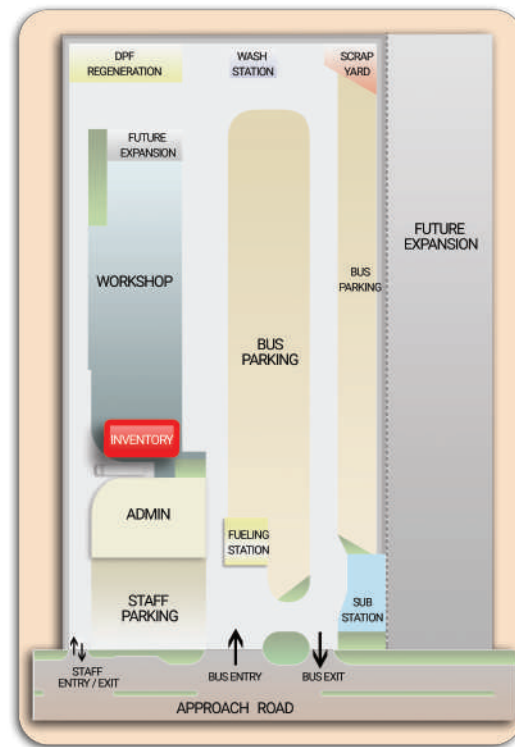 DPF
REGENERATION
WASH
STATION
SCRAP
YARD
FUTURE
EXPANSION
FUTURE
EXPANSION
WORKSHOP
BUS
PARKING
BUS
PARKING
INVENTORY
ADMIN
FUELING
STATION
STAFF
PARKING
SUB
STATION
STAFF
ENTRY / EXIT
BUS ENTRY
BUS EXIT
APPROACH ROAD